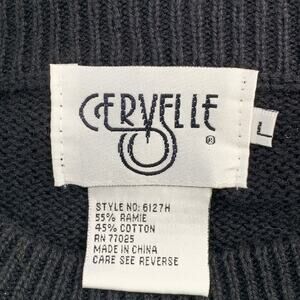 CERVELLE
®
L
STYLE NO: 6127H
55% RAMIE
45% COTTON
RN 77025
MADE IN CHINA
CARE SEE REVERSE